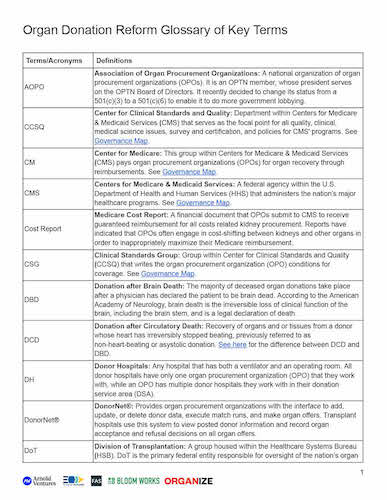 Organ Donation Reform Glossary of Key Terms
Terms/Acronyms
Definitions
AOPO
Association of Organ Procurement Organizations: A national organization of organ
procurement organizations (OPOs). It is an OPTN member, whose president serves
on the OPTN Board of Directors. It recently decided to change its status from a
501(c)(3) to a 501(c)(6) to enable it to do more government lobbying.
CCSQ
Center for Clinical Standards and Quality: Department within Centers for Medicare
& Medicaid Services (CMS) that serves as the focal point for all quality, clinical,
medical science issues, survey and certification, and policies for CMS' programs. See
Governance Map.
CM
Center for Medicare: This group within Centers for Medicare & Medicaid Services
(CMS) pays organ procurement organizations (OPOs) for organ recovery through
reimbursements. See Governance Map.
CMS
Centers for Medicare & Medicaid Services: A federal agency within the U.S.
Department of Health and Human Services (HHS) that administers the nation's major
healthcare programs. See Governance Map.
Cost Report
Medicare Cost Report: A financial document that OPOs submit to CMS to receive
guaranteed reimbursement for all costs related kidney procurement. Reports have
indicated that OPOs often engage in cost-shifting between kidneys and other organs in
order to inappropriately maximize their Medicare reimbursement.
CSG
Clinical Standards Group: Group within Center for Clinical Standards and Quality
(CCSQ) that writes the organ procurement organization (OPO) conditions for
coverage. See Governance Map.
DBD
Donation after Brain Death: The majority of deceased organ donations take place
after a physician has declared the patient to be brain dead. According to the American
Academy of Neurology, brain death is the irreversible loss of clinical function of the
brain, including the brain stem, and is a legal declaration of death.
DCD
Donation after Circulatory Death: Recovery of organs and or tissues from a donor
whose heart has irreversibly stopped beating, previously referred to as
non-heart-beating or asystolic donation. See here for the difference between DCD and
DBD.
DH
Donor Hospitals: Any hospital that has both a ventilator and an operating room. All
donor hospitals have only one organ procurement organization (OPO) that they work
with, while an OPO has multiple donor hospitals they work with in their donation
service area (DSA).
DonorNet®
DonorNet®: Provides organ procurement organizations with the interface to add,
update, or delete donor data, execute match runs, and make organ offers. Transplant
hospitals use this system to view posted donor information and record organ
acceptance and refusal decisions on all organ offers.
DoT
Division of Transplantation: A group housed within the Healthcare Systems Bureau
(HSB). DoT is the primary federal entity responsible for oversight of the nation's organ
1
Arnold
Ventures
FAS
BLOOM WORKS
ORGANIZE